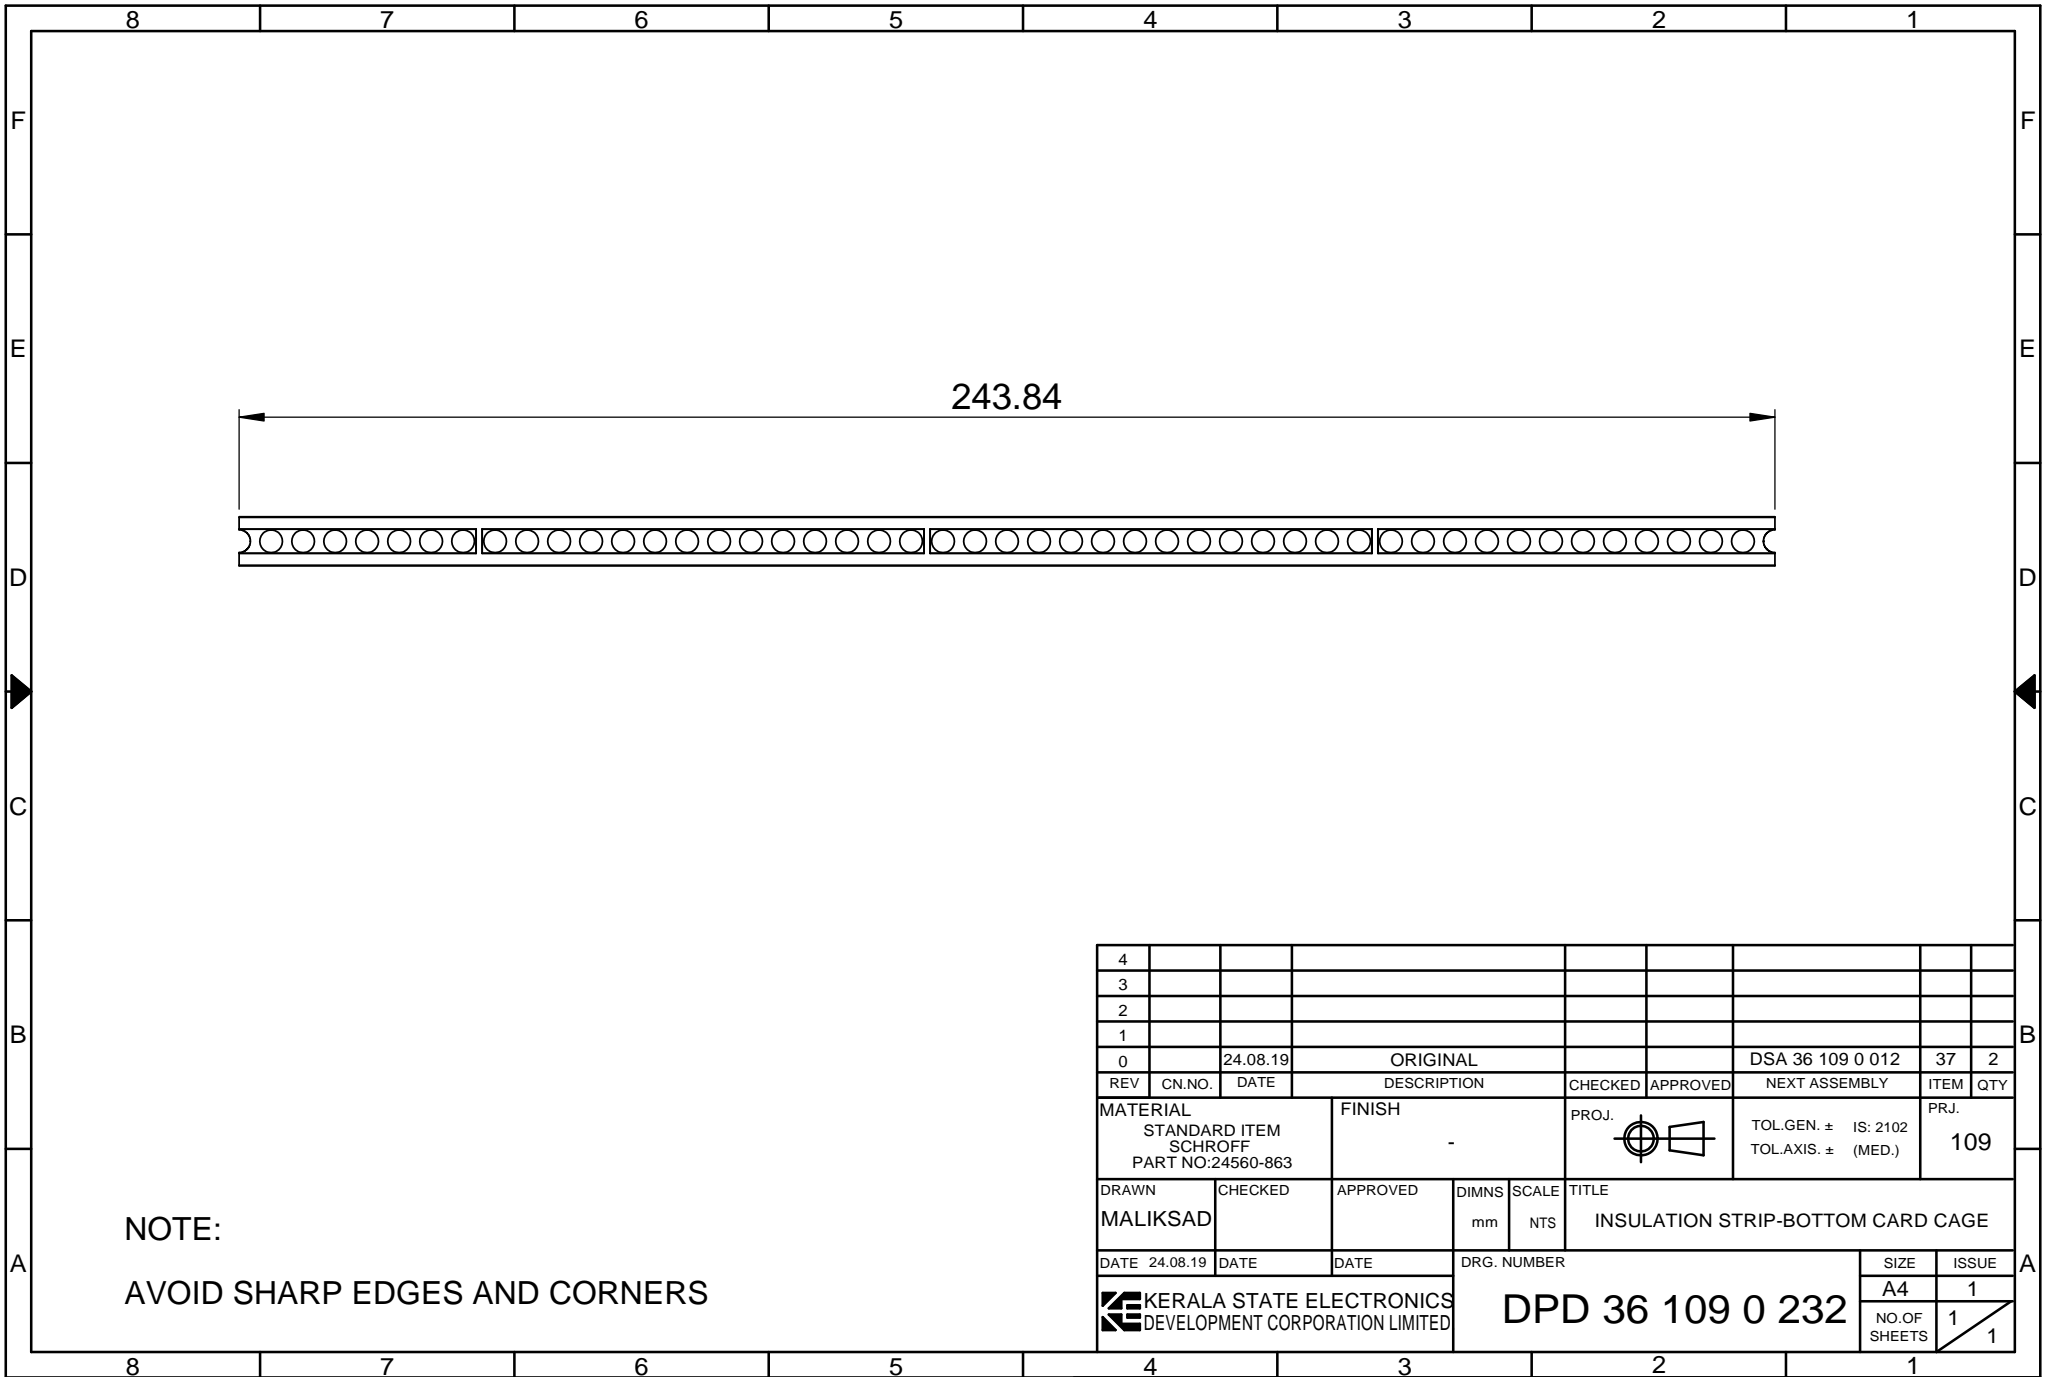 8 7 6 5 4 3 2 1
F F
E E
243.84
D D
C C
B B
A A
4
3
2
1
0 24.08.19 ORIGINAL DSA 36 109 0 012 37 2
REV CN.NO. DATE DESCRIPTION CHECKED APPROVED NEXT ASSEMBLY ITEM QTY
MATERIAL
STANDARD ITEM
SCHROFF
PART NO:24560-863
FINISH
-
PROJ.
TOL.GEN. ± IS: 2102
TOL.AXIS. ± (MED.)
PRJ.
109
DRAWN
MALIKSAD
CHECKED
APPROVED
DIMNS
mm
SCALE
NTS
TITLE
INSULATION STRIP-BOTTOM CARD CAGE
DATE 24.08.19 DATE DATE
KERALA STATE ELECTRONICS
DEVELOPMENT CORPORATION LIMITED
DRG. NUMBER
DPD 36 109 0 232
SIZE
A4
ISSUE
1
NO.OF
SHEETS
1
1
NOTE:
AVOID SHARP EDGES AND CORNERS
8 7 6 5 4 3 2 1